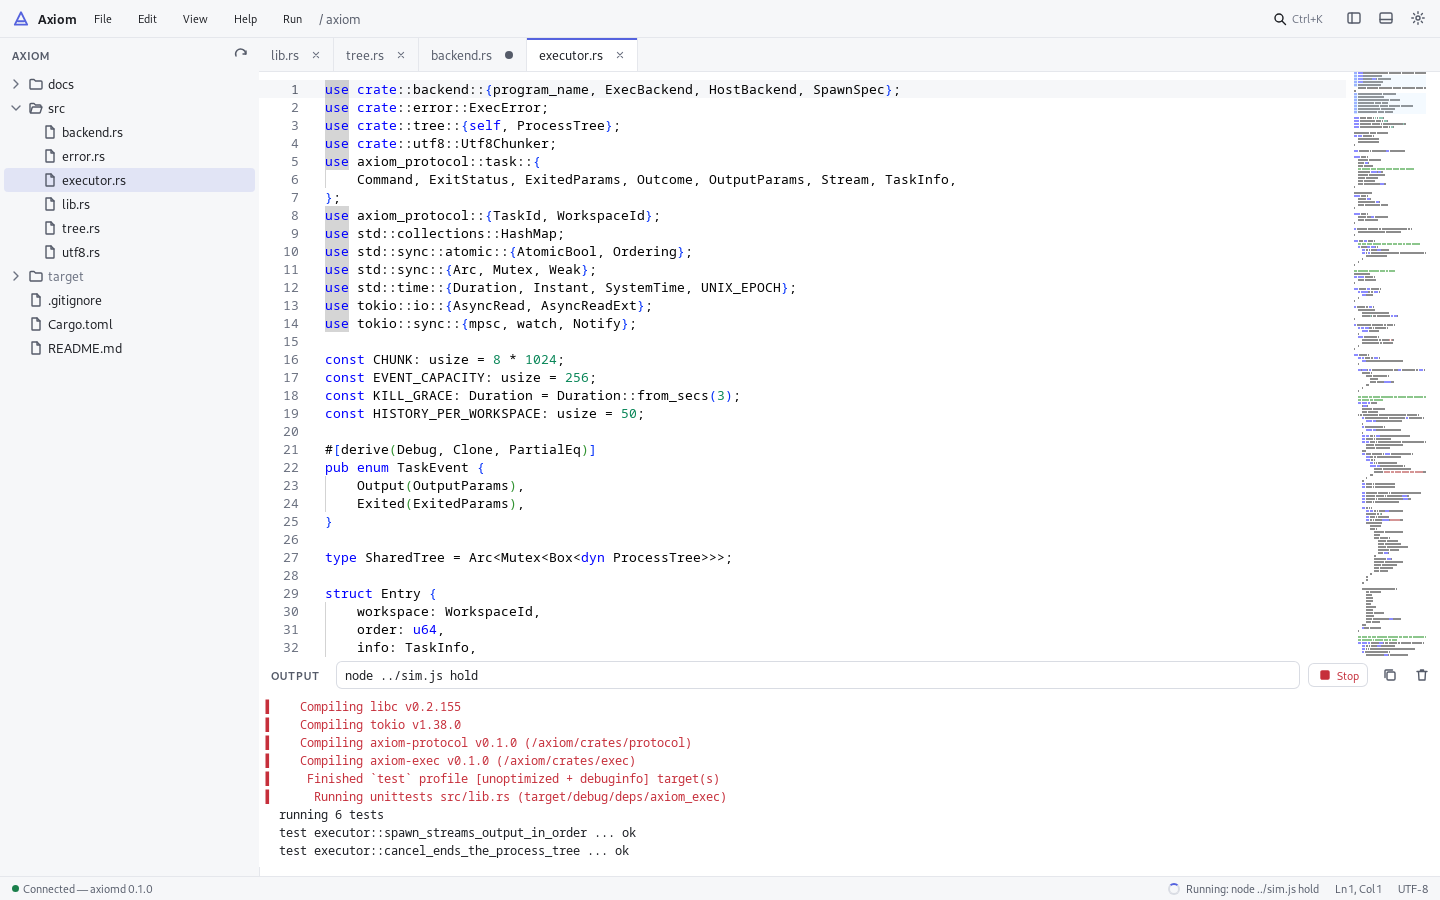 Axiom File Edit View Help Run / axiom Ctrl+K
AXIOM
docs
src
backend.rs
error.rs
executor.rs
lib.rs
tree.rs
utf8.rs
target
.gitignore
Cargo.toml
README.md
lib.rs tree.rs backend.rs executor.rs
1 use crate::backend::{program_name, ExecBackend, HostBackend, SpawnSpec};
2 use crate::error::ExecError;
3 use crate::tree::{self, ProcessTree};
4 use crate::utf8::Utf8Chunker;
5 use axiom_protocol::task::{
6     Command, ExitStatus, ExitedParams, Outcome, OutputParams, Stream, TaskInfo,
7 };
8 use axiom_protocol::{TaskId, WorkspaceId};
9 use std::collections::HashMap;
10 use std::sync::atomic::{AtomicBool, Ordering};
11 use std::sync::{Arc, Mutex, Weak};
12 use std::time::{Duration, Instant, SystemTime, UNIX_EPOCH};
13 use tokio::io::{AsyncRead, AsyncReadExt};
14 use tokio::sync::{mpsc, watch, Notify};
15
16 const CHUNK: usize = 8 * 1024;
17 const EVENT_CAPACITY: usize = 256;
18 const KILL_GRACE: Duration = Duration::from_secs(3);
19 const HISTORY_PER_WORKSPACE: usize = 50;
20
21 #[derive(Debug, Clone, PartialEq)]
22 pub enum TaskEvent {
23     Output(OutputParams),
24     Exited(ExitedParams),
25 }
26
27 type SharedTree = Arc<Mutex<Box<dyn ProcessTree>>>;
28
29 struct Entry {
30     workspace: WorkspaceId,
31     order: u64,
32     info: TaskInfo,
OUTPUT node ../sim.js hold Stop
Compiling libc v0.2.155
Compiling tokio v1.38.0
Compiling axiom-protocol v0.1.0 (/axiom/crates/protocol)
Compiling axiom-exec v0.1.0 (/axiom/crates/exec)
Finished `test` profile [unoptimized + debuginfo] target(s)
Running unittests src/lib.rs (target/debug/deps/axiom_exec)
running 6 tests
test executor::spawn_streams_output_in_order ... ok
test executor::cancel_ends_the_process_tree ... ok
Connected — axiomd 0.1.0 Running: node ../sim.js hold Ln 1, Col 1 UTF-8